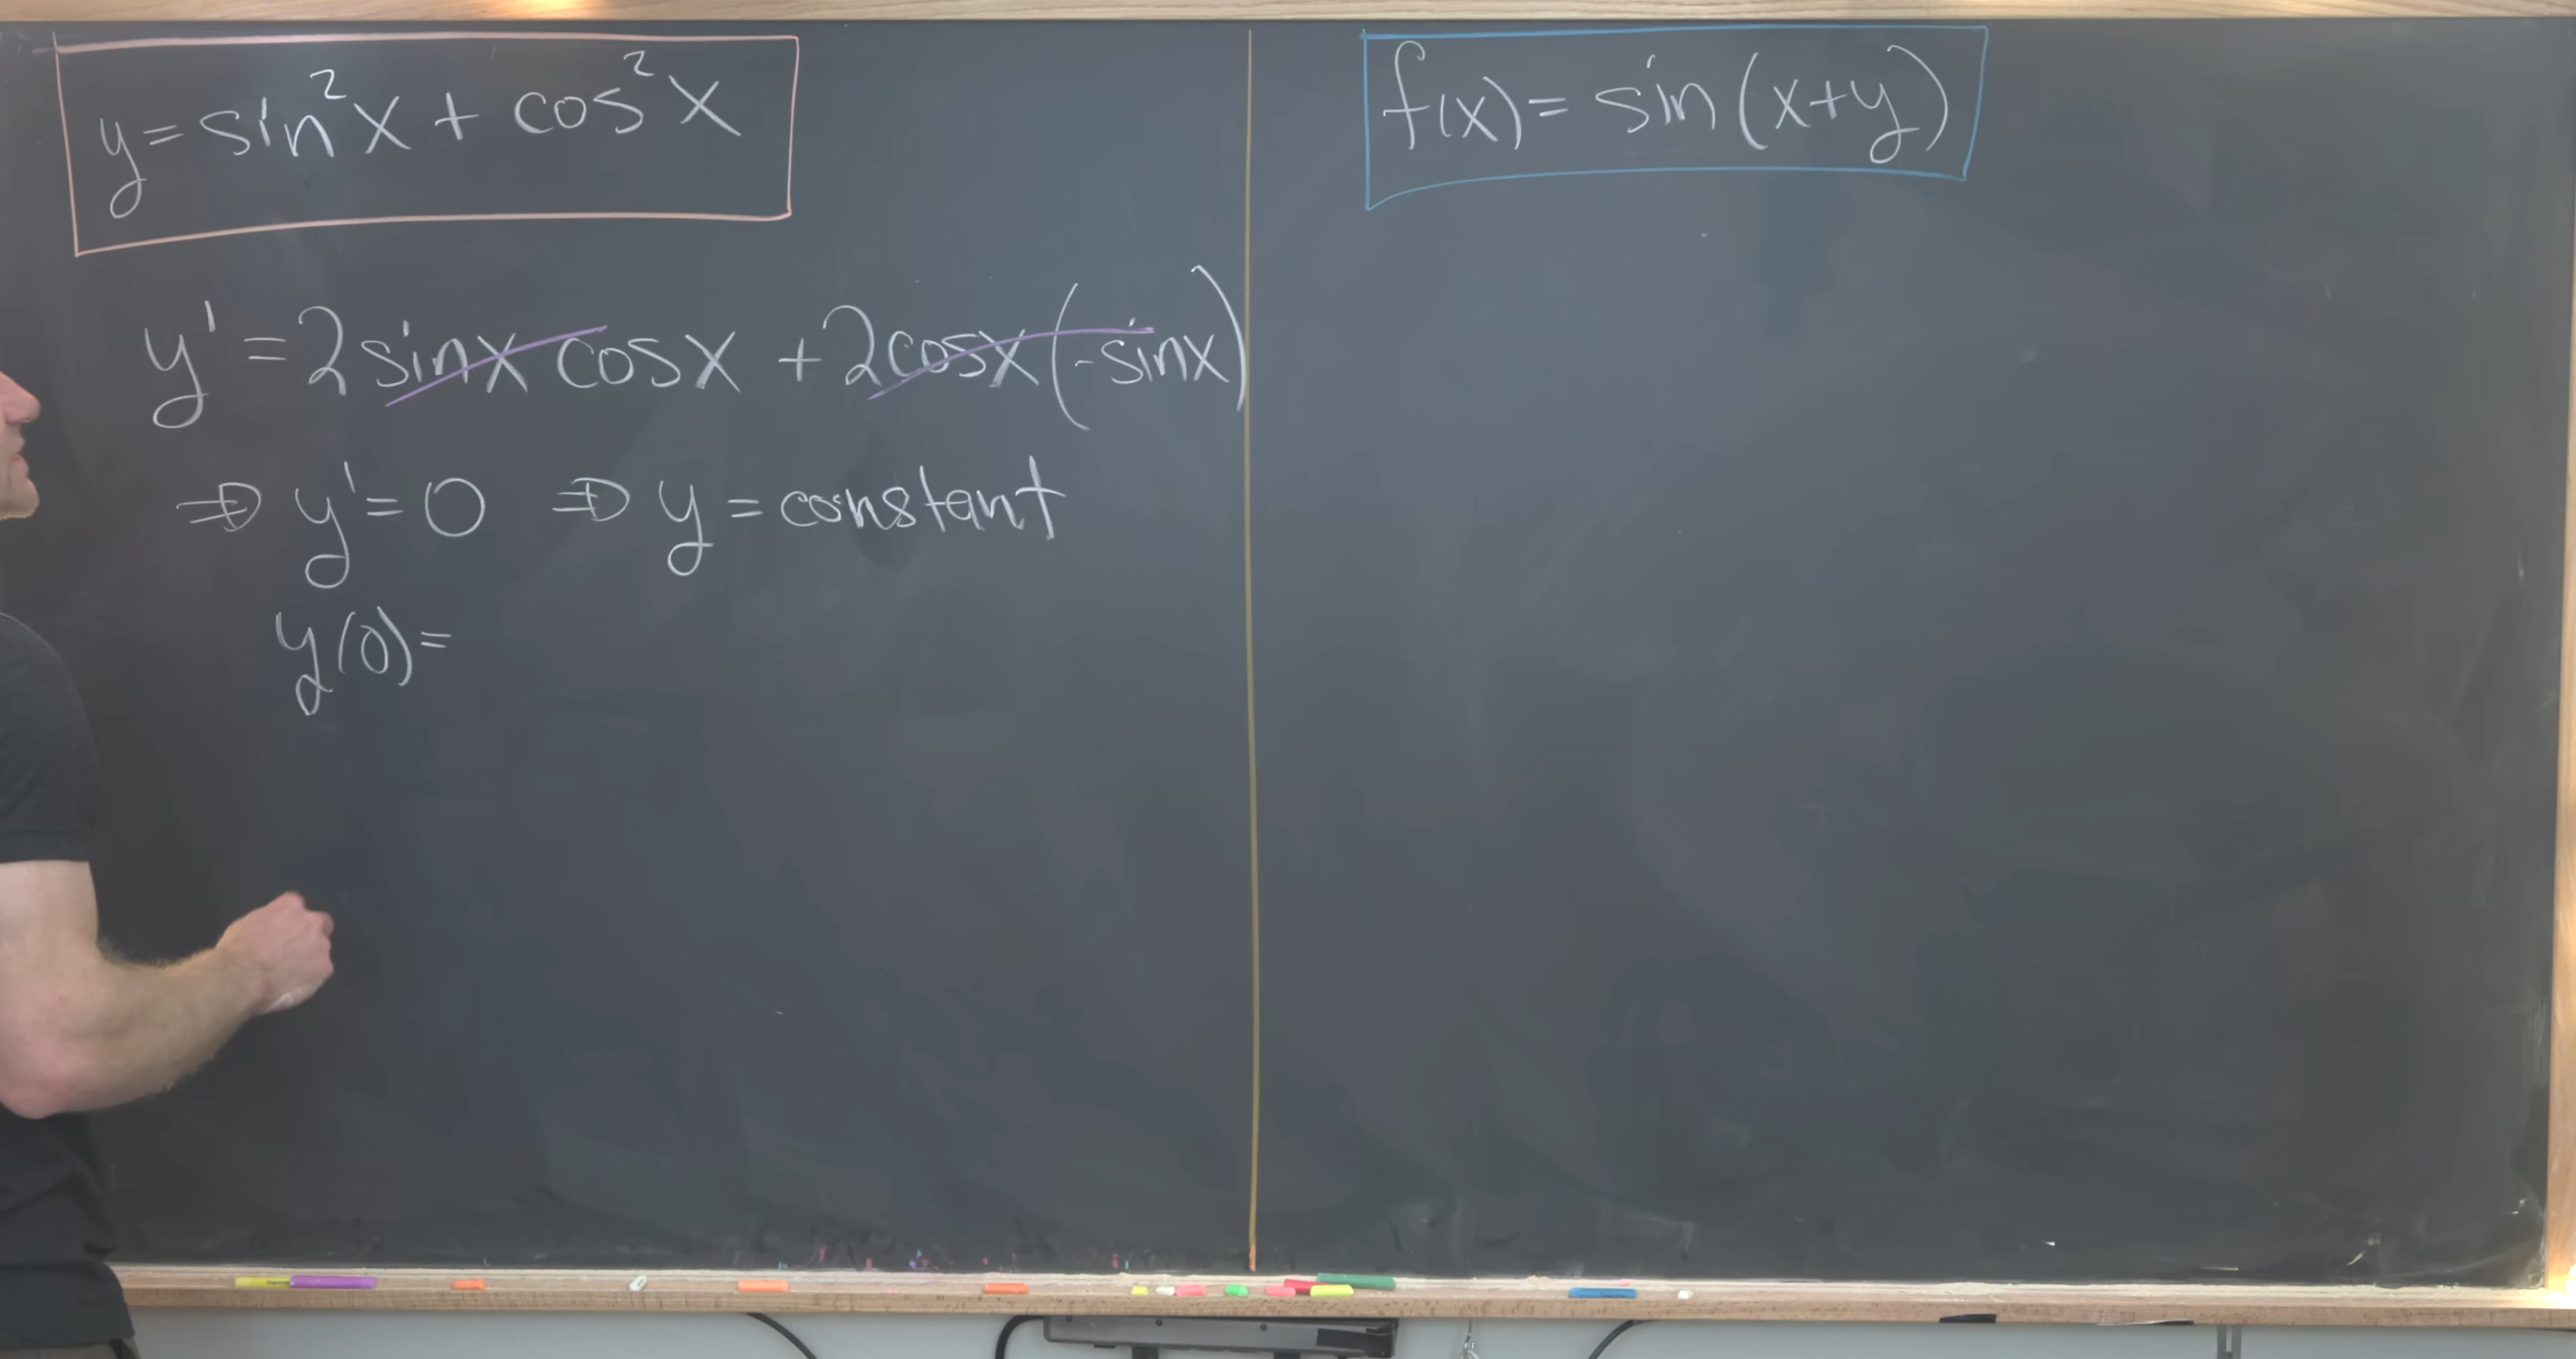 y = sin²x + cos²x
y' = 2 sinx cosx + 2cosx (-sinx)
⇒ y' = 0 ⇒ y = constant
y(0) =
f(x) = sin(x+y)